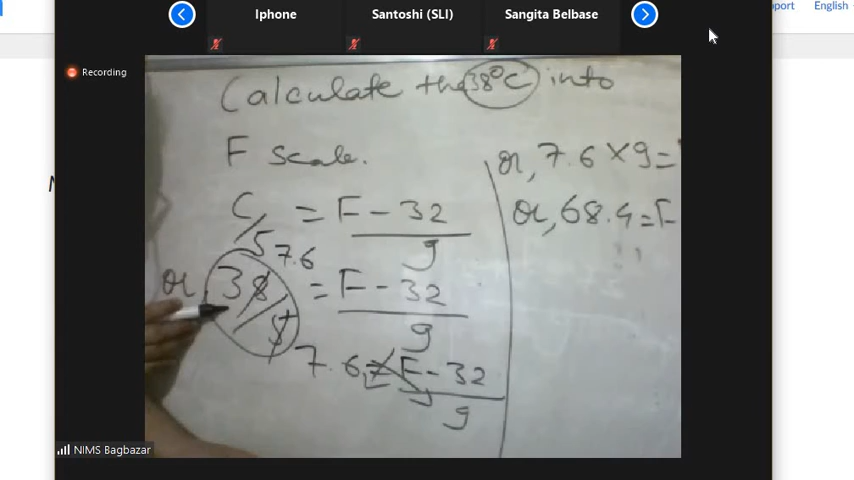 port English
Iphone Santoshi (SLI) Sangita Belbase
Recording
Calculate the 38°C into
F scale.
C/5 = F - 32
9
7.6
or, 38/5 = F - 32
9
7.6 = F - 32
9
or, 7.6 × 9 =
or, 68.4 = F
NIMS Bagbazar